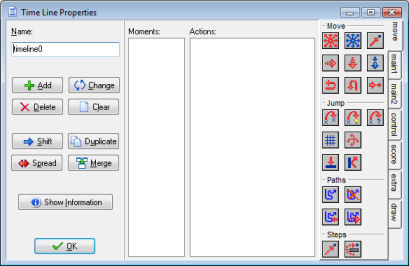 Time Line Properties
Name:
timeline0
Add
Change
Delete
Clear
Shift
Duplicate
Spread
Merge
Show Information
OK
Moments:
Actions:
Move
Jump
Paths
Steps
move
main1
main2
control
score
extra
draw